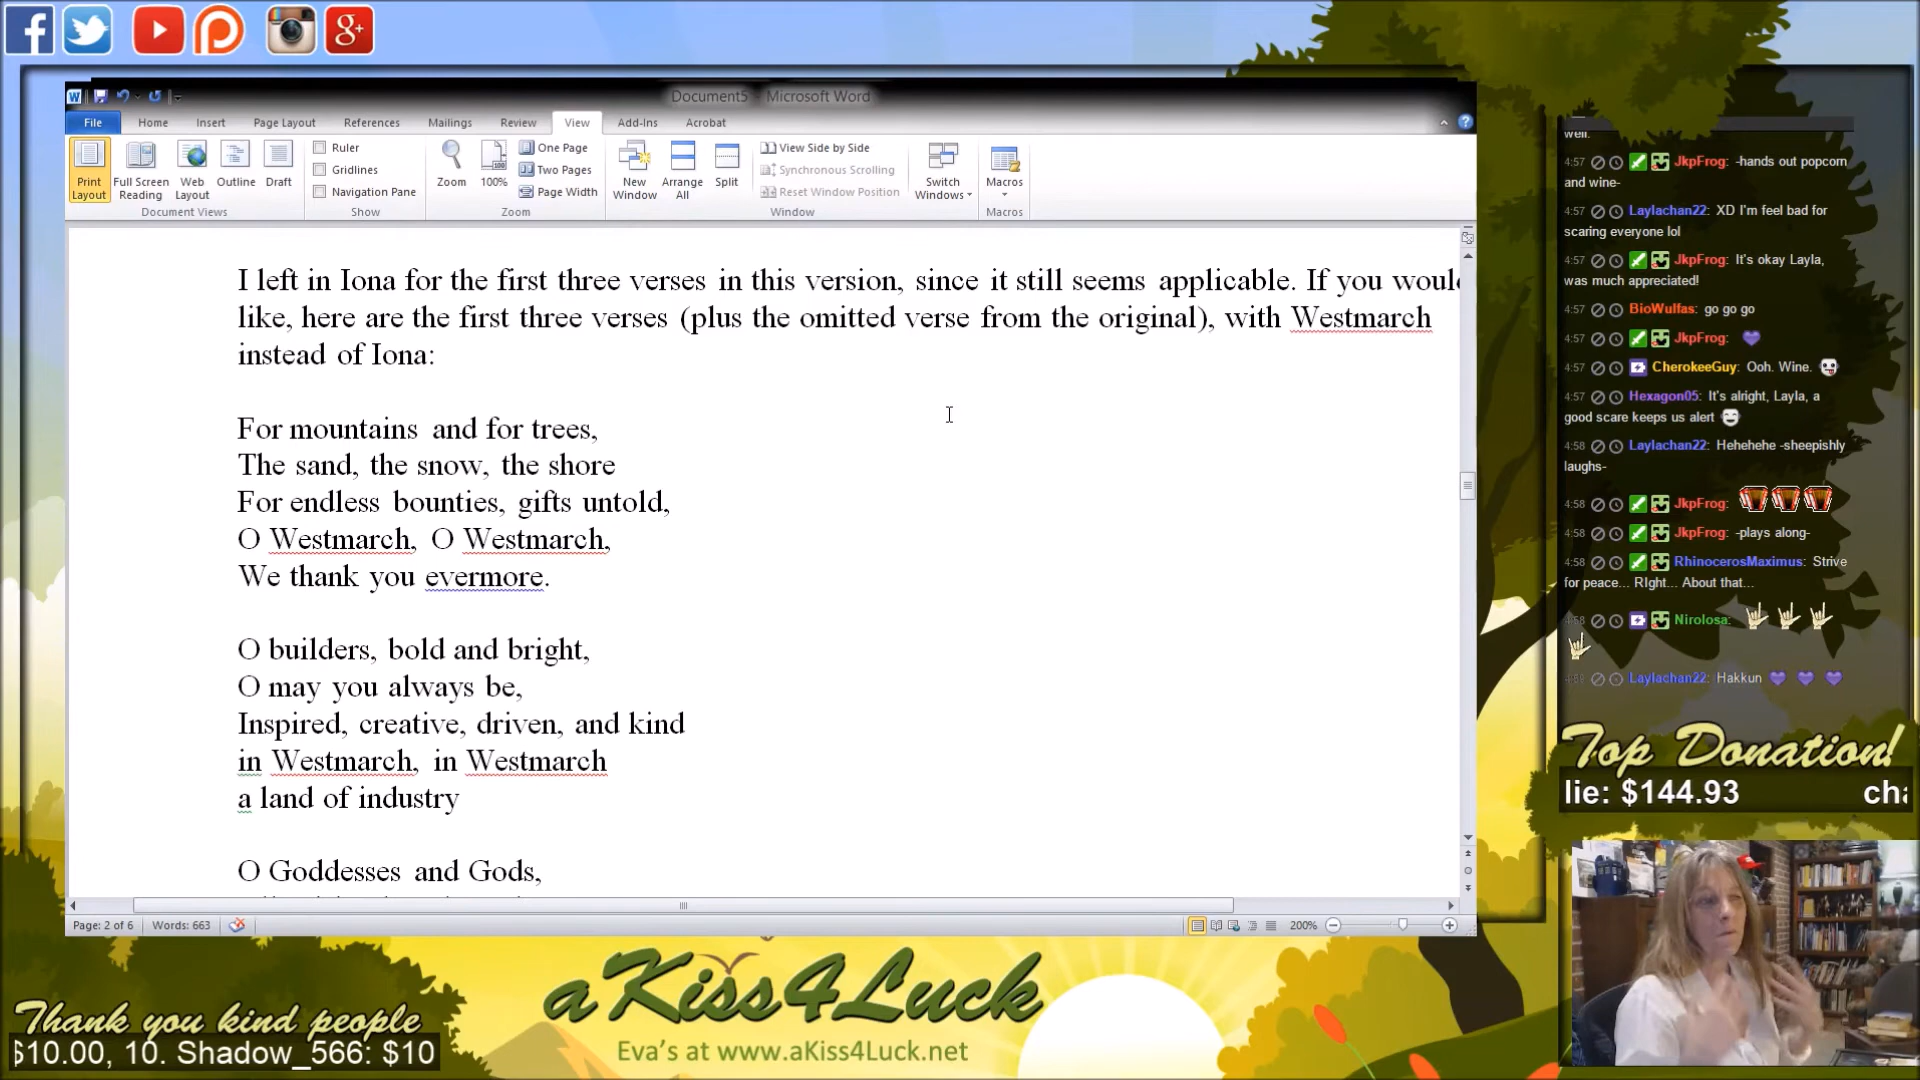 Document5 - Microsoft Word
File Home Insert Page Layout References Mailings Review View Add-Ins Acrobat
Print Layout
Full Screen Reading
Web Layout
Outline
Draft
Document Views
Ruler
Gridlines
Navigation Pane
Show
Zoom
100%
One Page
Two Pages
Page Width
Zoom
New Window
Arrange All
Split
View Side by Side
Synchronous Scrolling
Reset Window Position
Window
Switch Windows
Macros
Macros
I left in Iona for the first three verses in this version, since it still seems applicable. If you
like, here are the first three verses (plus the omitted verse from the original), with Westmarch
instead of Iona:
For mountains and for trees,
The sand, the snow, the shore
For endless bounties, gifts untold,
O Westmarch, O Westmarch,
We thank you evermore.
O builders, bold and bright,
O may you always be,
Inspired, creative, driven, and kind
in Westmarch, in Westmarch
a land of industry
O Goddesses and Gods,
Page: 2 of 6 Words: 663 200%
well.
4:57 JkpFrog: -hands out popcorn
and wine-
4:57 Laylachan22: XD I'm feel bad for
scaring everyone lol
4:57 JkpFrog: It's okay Layla,
was much appreciated!
4:57 BioWulfas: go go go
4:57 JkpFrog:
4:57 CherokeeGuy: Ooh. Wine.
4:57 Hexagon05: It's alright, Layla, a
good scare keeps us alert
4:58 Laylachan22: Hehehehe -sheepishly
laughs-
4:58 JkpFrog:
4:58 JkpFrog: -plays along-
4:58 RhinocerosMaximus: Strive
for peace... RIght... About that...
4:58 Nirolosa:
Laylachan22: Hakkun
Top Donation!
lie: $144.93
Thank you kind people
$10.00, 10. Shadow_566: $10
aKiss4Luck
Eva's at www.aKiss4Luck.net